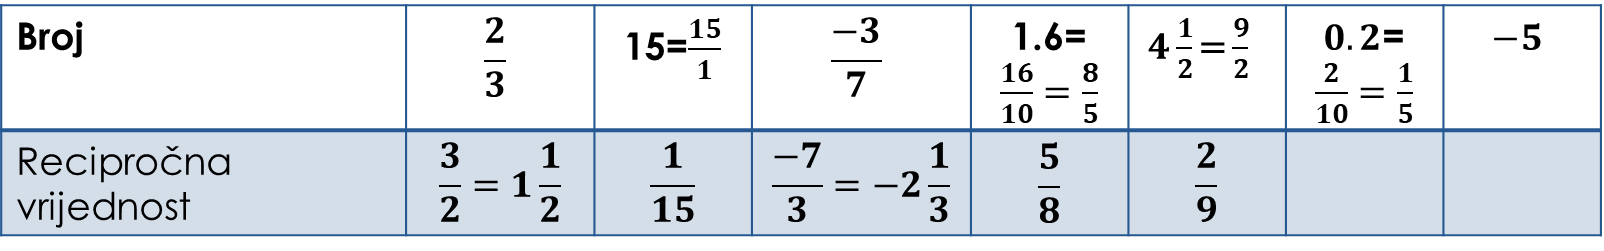 Broj | 2/3 | 15=15/1 | −3/7 | 1.6= 16/10 = 8/5 | 4 1/2 = 9/2 | 0.2= 2/10 = 1/5 | −5
Recipročna vrijednost | 3/2 = 1 1/2 | 1/15 | −7/3 = −2 1/3 | 5/8 | 2/9 | |